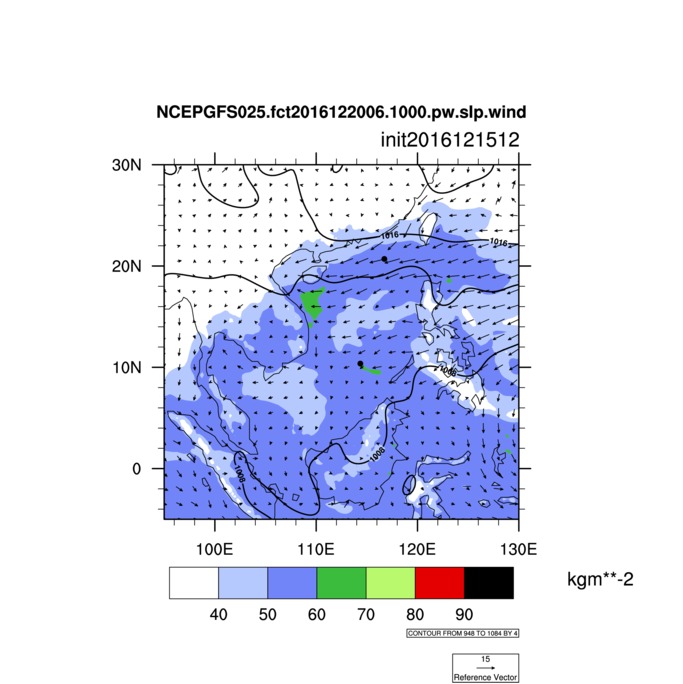 NCEPGFS025.fct2016122006.1000.pw.slp.wind
init2016121512
30N
1016
1016
20N
10N
1008
1008
1008
0
100E 110E 120E 130E
kgm**-2
40 50 60 70 80 90
CONTOUR FROM 948 TO 1084 BY 4
15
Reference Vector